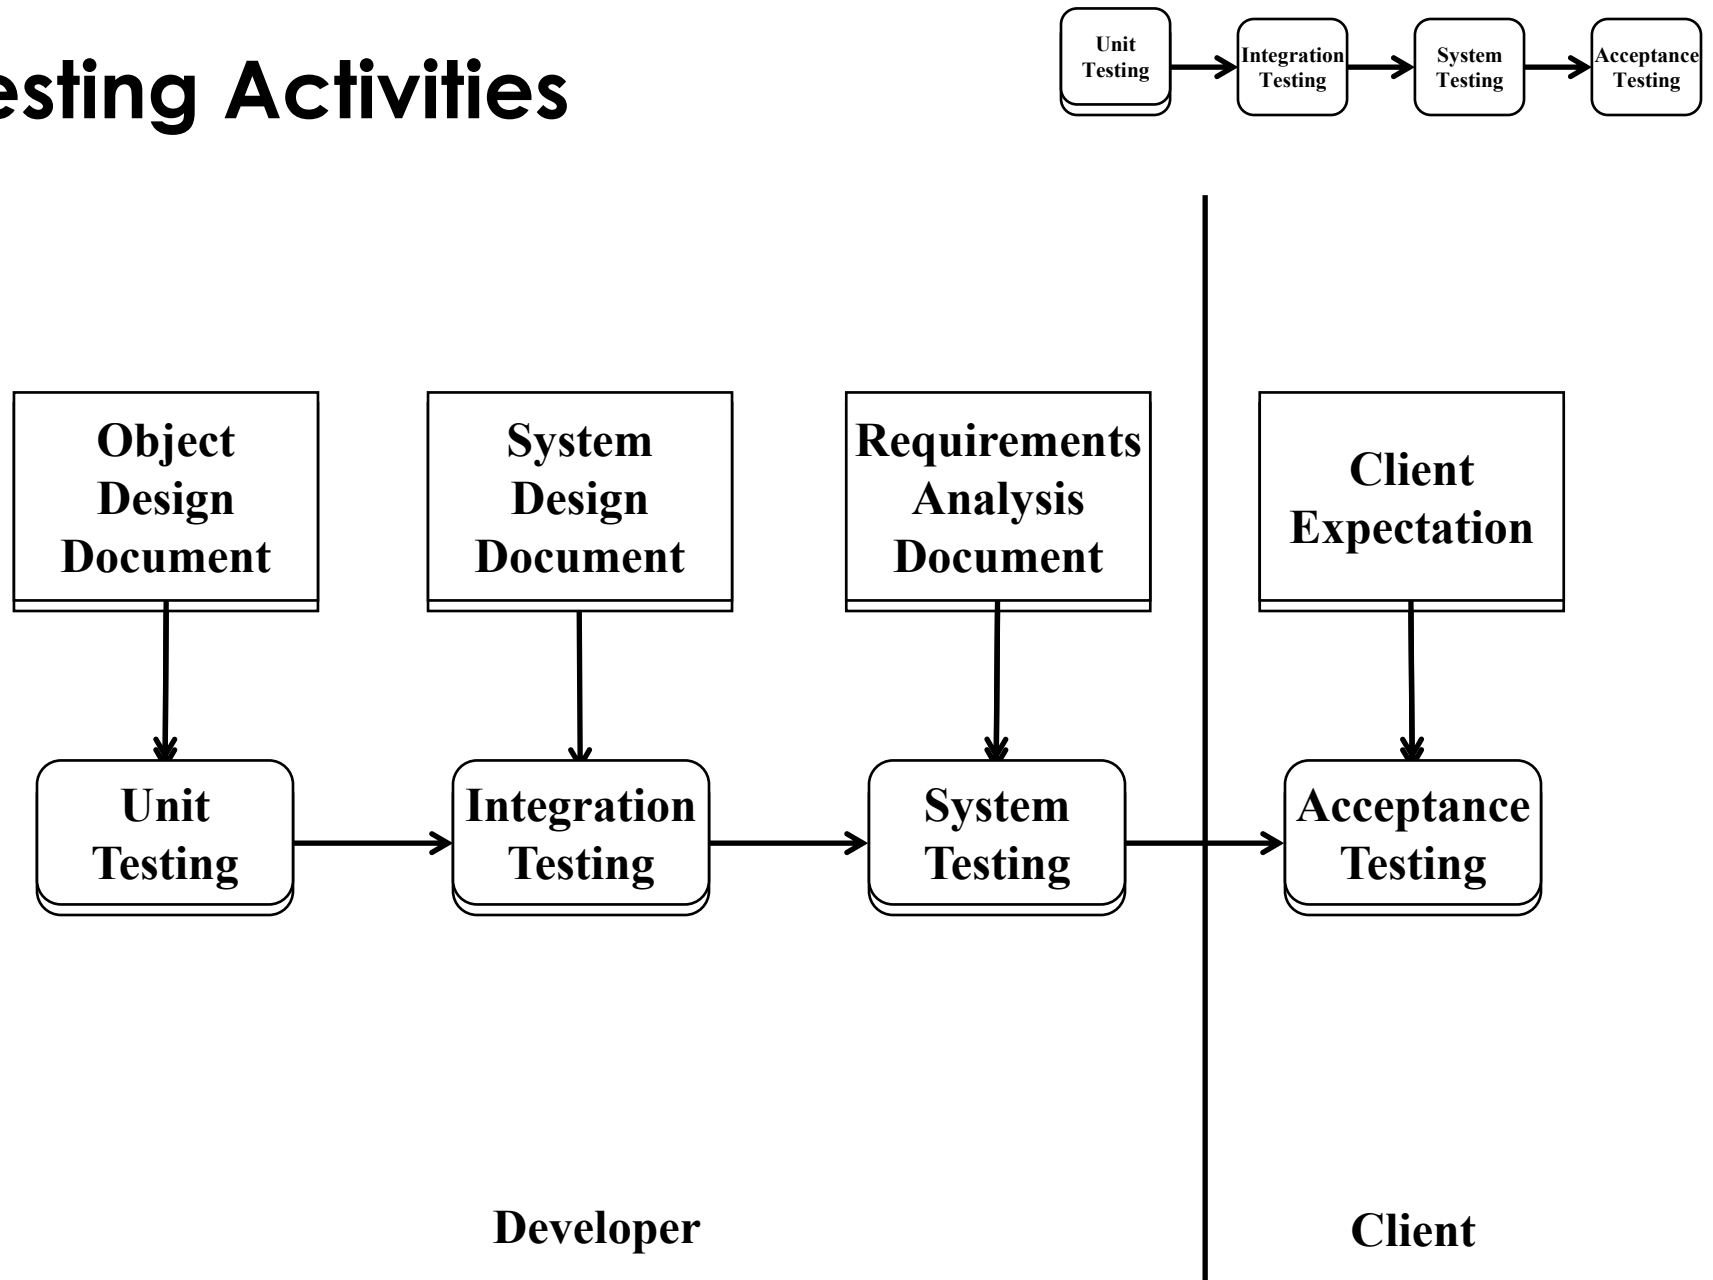 esting Activities
Unit
Testing
Integration
Testing
System
Testing
Acceptance
Testing
Object
Design
Document
System
Design
Document
Requirements
Analysis
Document
Client
Expectation
Unit
Testing
Integration
Testing
System
Testing
Acceptance
Testing
Developer
Client